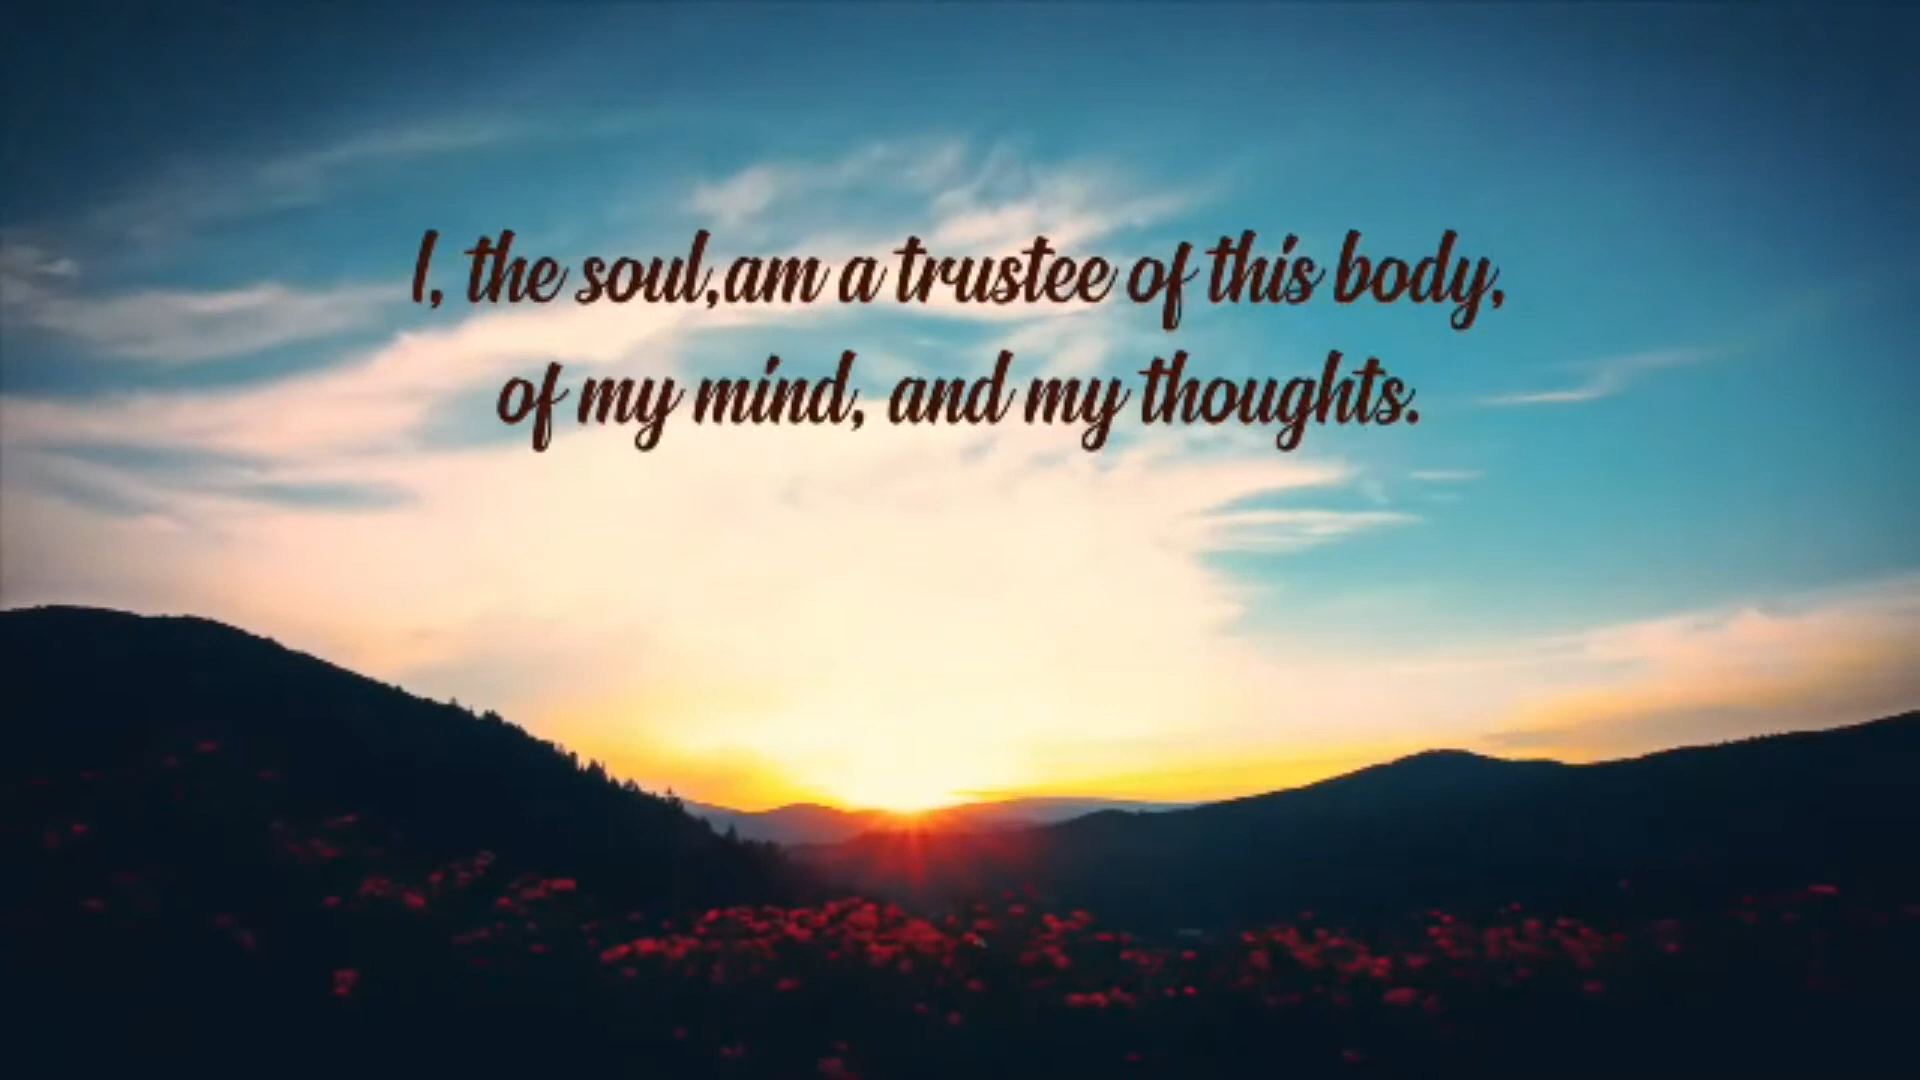 I, the soul,am a trustee of this body,
of my mind, and my thoughts.